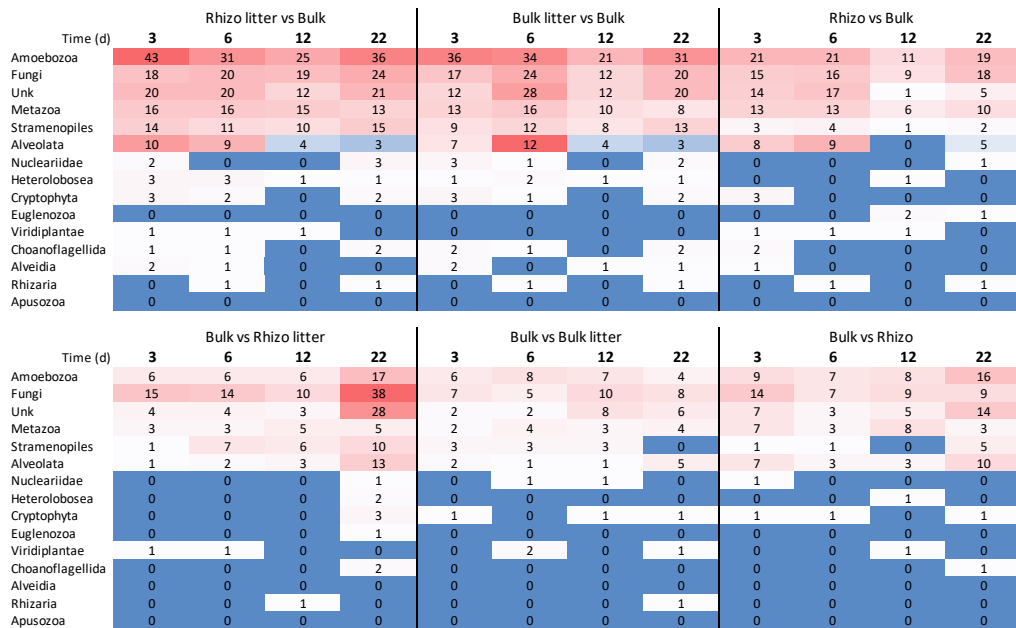 Rhizo litter vs Bulk Bulk litter vs Bulk Rhizo vs Bulk
Time (d) 3 6 12 22 3 6 12 22 3 6 12 22
Amoebozoa 43 31 25 36 36 34 21 31 21 21 11 19
Fungi 18 20 19 24 17 24 12 20 15 16 9 18
Unk 20 20 12 21 12 28 12 20 14 17 1 5
Metazoa 16 16 15 13 13 16 10 8 13 13 6 10
Stramenopiles 14 11 10 15 9 12 8 13 3 4 1 2
Alveolata 10 9 4 3 7 12 4 3 8 9 0 5
Nucleariidae 2 0 0 3 3 1 0 2 0 0 0 1
Heterolobosea 3 3 1 1 1 2 1 1 0 0 1 0
Cryptophyta 3 2 0 2 3 1 0 2 3 0 0 0
Euglenozoa 0 0 0 0 0 0 0 0 0 0 2 1
Viridiplantae 1 1 1 0 0 0 0 0 1 1 1 0
Choanoflagellida 1 1 0 2 2 1 0 2 2 0 0 0
Alveidia 2 1 0 0 2 0 1 1 1 0 0 0
Rhizaria 0 1 0 1 0 1 0 1 0 1 0 1
Apusozoa 0 0 0 0 0 0 0 0 0 0 0 0
Bulk vs Rhizo litter Bulk vs Bulk litter Bulk vs Rhizo
Time (d) 3 6 12 22 3 6 12 22 3 6 12 22
Amoebozoa 6 6 6 17 6 8 7 4 9 7 8 16
Fungi 15 14 10 38 7 5 10 8 14 7 9 9
Unk 4 4 3 28 2 2 8 6 7 3 5 14
Metazoa 3 3 5 5 2 4 3 4 7 3 8 3
Stramenopiles 1 7 6 10 3 3 3 0 1 1 0 5
Alveolata 1 2 3 13 2 1 1 5 7 3 3 10
Nucleariidae 0 0 0 1 0 1 1 0 1 0 0 0
Heterolobosea 0 0 0 2 0 0 0 0 0 0 1 0
Cryptophyta 0 0 0 3 1 0 1 1 1 1 0 1
Euglenozoa 0 0 0 1 0 0 0 0 0 0 0 0
Viridiplantae 1 1 0 0 0 2 0 1 0 0 1 0
Choanoflagellida 0 0 0 2 0 0 0 0 0 0 0 1
Alveidia 0 0 0 0 0 0 0 0 0 0 0 0
Rhizaria 0 0 1 0 0 0 0 1 0 0 0 0
Apusozoa 0 0 0 0 0 0 0 0 0 0 0 0